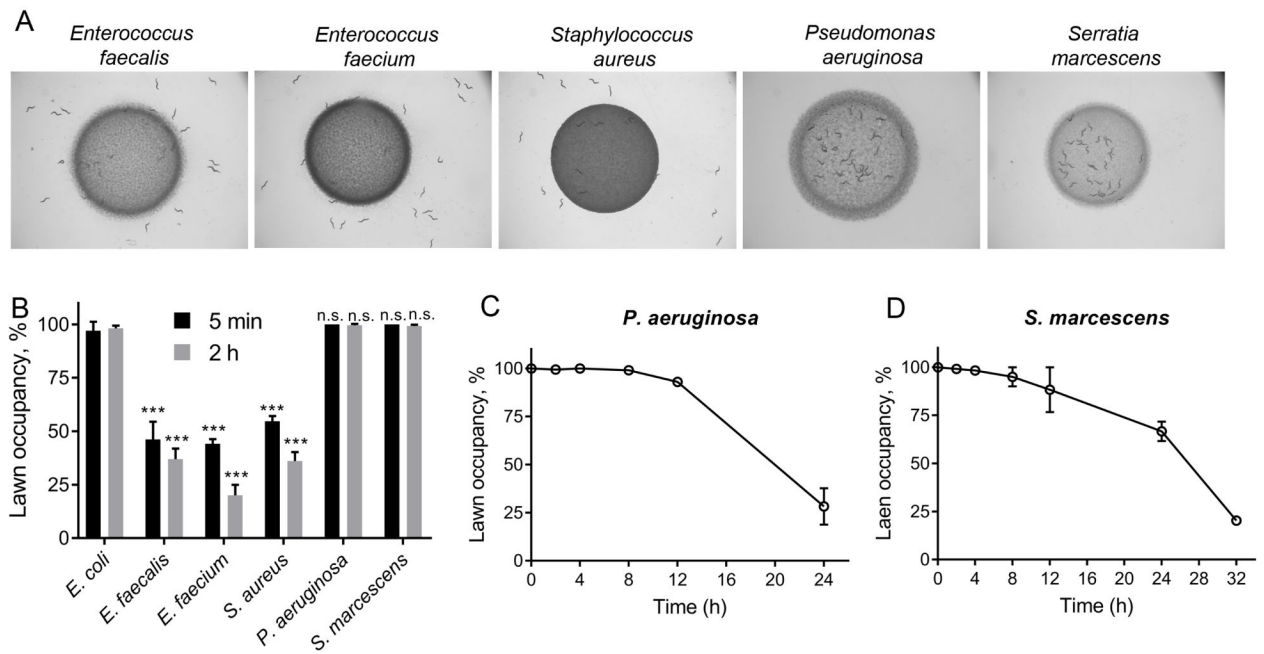 A
Enterococcus
faecalis
Enterococcus
faecium
Staphylococcus
aureus
Pseudomonas
aeruginosa
Serratia
marcescens
B
Lawn occupancy, %
100
75
50
25
0
5 min
2 h
***
***
***
***
***
***
n.s. n.s.
n.s. n.s.
E. coli
E. faecalis
E. faecium
S. aureus
P. aeruginosa
S. marcescens
C
P. aeruginosa
Lawn occupancy, %
100
75
50
25
0
0 4 8 12 16 20 24
Time (h)
D
S. marcescens
Laen occupancy, %
100
75
50
25
0
0 4 8 12 16 20 24 28 32
Time (h)